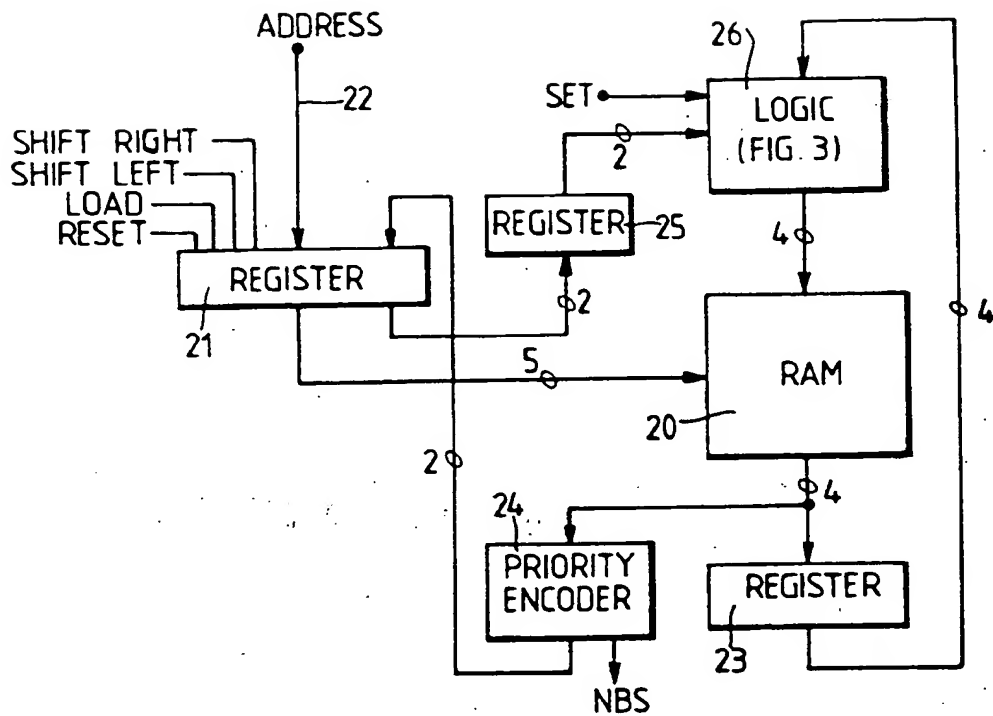 ADDRESS
22
SHIFT RIGHT
SHIFT LEFT
LOAD
RESET
REGISTER
21
26
SET
LOGIC
(FIG. 3)
2
REGISTER
25
2
4
4
5
RAM
20
2
4
24
PRIORITY
ENCODER
REGISTER
23
NBS